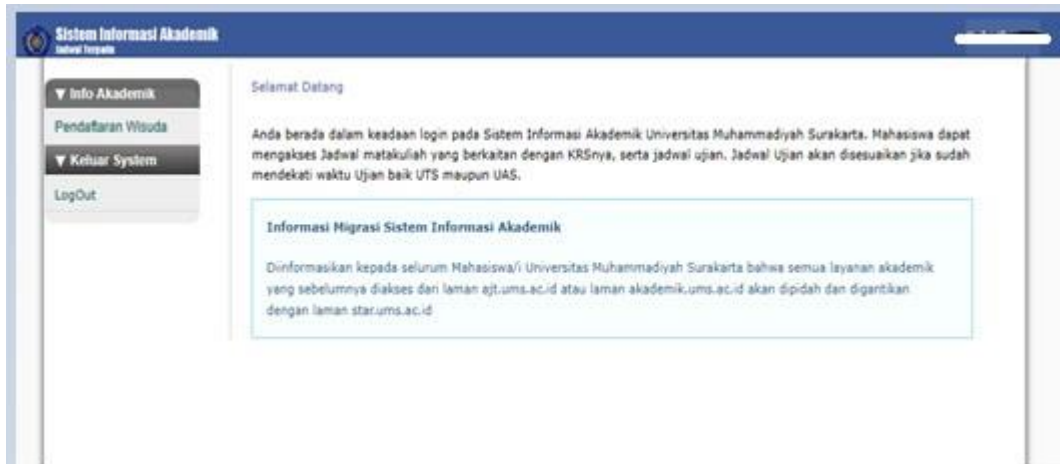 Sistem Informasi Akademik
Jadwal Terpadu
▼ Info Akademik
Pendaftaran Wisuda
▼ Keluar System
LogOut
Selamat Datang
Anda berada dalam keadaan login pada Sistem Informasi Akademik Universitas Muhammadiyah Surakarta. Mahasiswa dapat
mengakses Jadwal matakuliah yang berkaitan dengan KRSnya, serta jadwal ujian. Jadwal Ujian akan disesuaikan jika sudah
mendekati waktu Ujian baik UTS maupun UAS.
Informasi Migrasi Sistem Informasi Akademik
Diinformasikan kepada selurum Mahasiswa/i Universitas Muhammadiyah Surakarta bahwa semua layanan akademik
yang sebelumnya diakses dari laman ajt.ums.ac.id atau laman akademik.ums.ac.id akan dipidah dan digantikan
dengan laman star.ums.ac.id